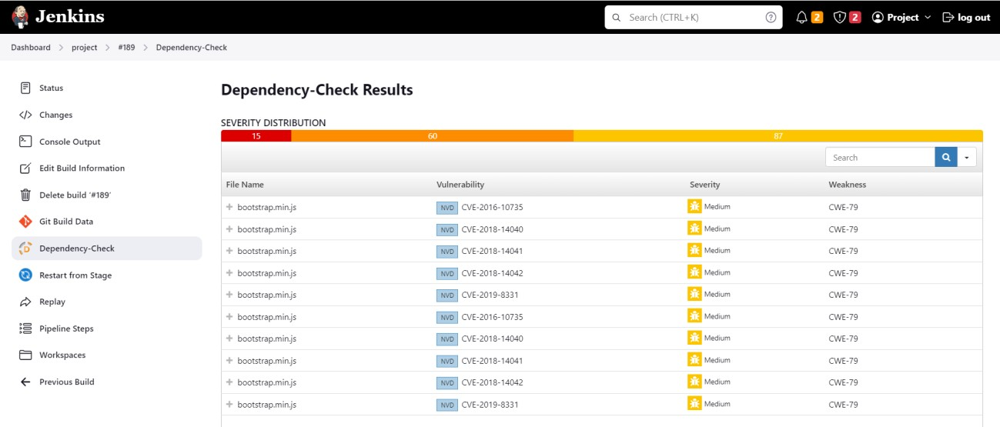 Jenkins
Search (CTRL+K)
2
2
Project
log out
Dashboard
project
#189
Dependency-Check
Status
Changes
Console Output
Edit Build Information
Delete build '#189'
Git Build Data
Dependency-Check
Restart from Stage
Replay
Pipeline Steps
Workspaces
Previous Build
Dependency-Check Results
SEVERITY DISTRIBUTION
15 60 87
Search
File Name Vulnerability Severity Weakness
bootstrap.min.js NVD CVE-2016-10735 Medium CWE-79
bootstrap.min.js NVD CVE-2018-14040 Medium CWE-79
bootstrap.min.js NVD CVE-2018-14041 Medium CWE-79
bootstrap.min.js NVD CVE-2018-14042 Medium CWE-79
bootstrap.min.js NVD CVE-2019-8331 Medium CWE-79
bootstrap.min.js NVD CVE-2016-10735 Medium CWE-79
bootstrap.min.js NVD CVE-2018-14040 Medium CWE-79
bootstrap.min.js NVD CVE-2018-14041 Medium CWE-79
bootstrap.min.js NVD CVE-2018-14042 Medium CWE-79
bootstrap.min.js NVD CVE-2019-8331 Medium CWE-79